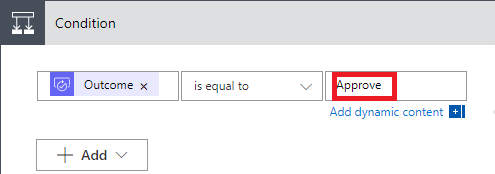 Condition
Outcome × is equal to Approve
Add dynamic content
Add